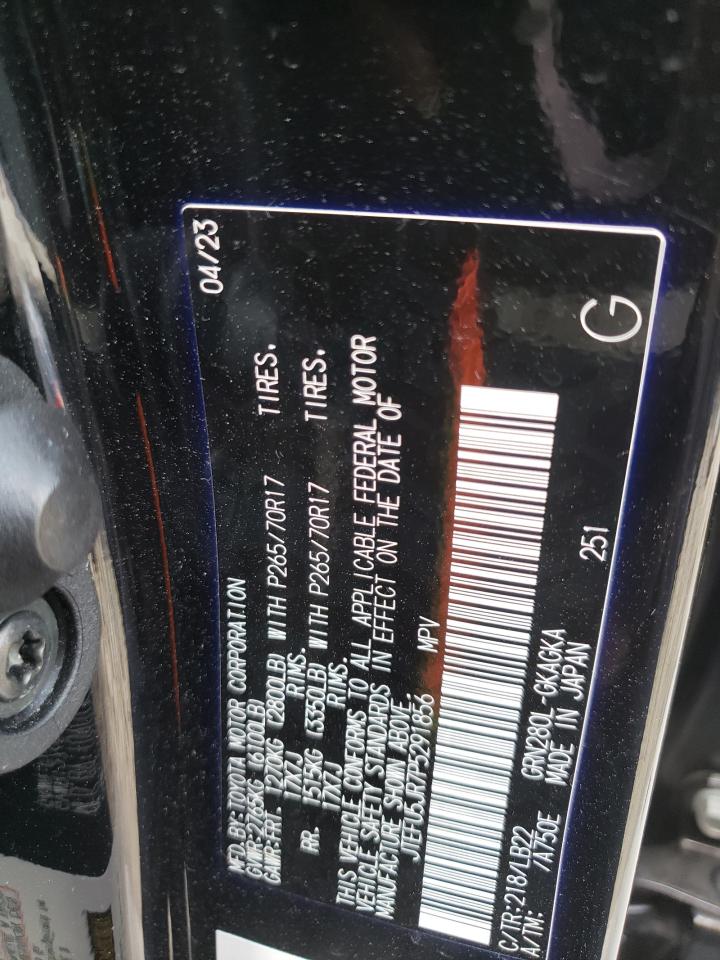 MFD.BY:TOYOTA MOTOR CORPORATION 04/23
GVWR:2765KG (6100LB)
GAWR:FRT. 1270KG (2800LB) WITH P265/70R17 TIRES.
17X7J RIMS.
RR. 1515KG (3350LB) WITH P265/70R17 TIRES.
17X7J RIMS.
THIS VEHICLE CONFORMS TO ALL APPLICABLE FEDERAL MOTOR
VEHICLE SAFETY STANDARDS IN EFFECT ON THE DATE OF
MANUFACTURE SHOWN ABOVE.
JTEFU5JR7P5291856 MPV
C/TR:218/LB22 GRN280L-GKAGKA
A/TM: /A750E MADE IN JAPAN 251
G